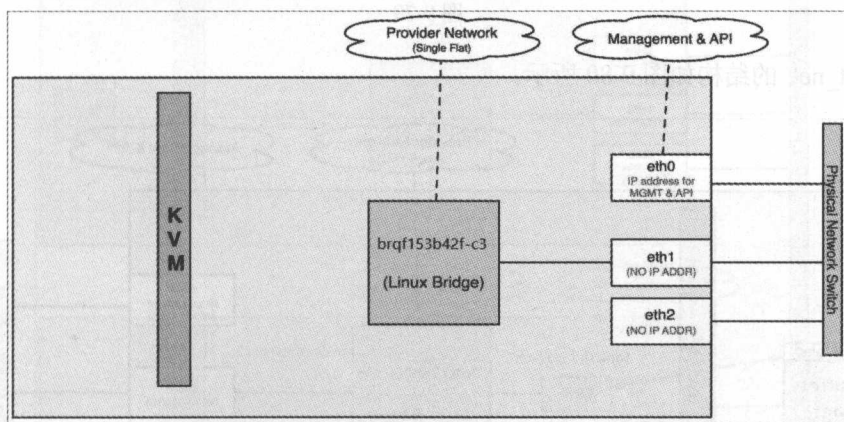 Provider Network
(Single Flat)
Management & API
K
V
M
brqf153b42f-c3
(Linux Bridge)
eth0
IP address for
MGMT & API
eth1
(NO IP ADDR)
eth2
(NO IP ADDR)
Physical Network Switch